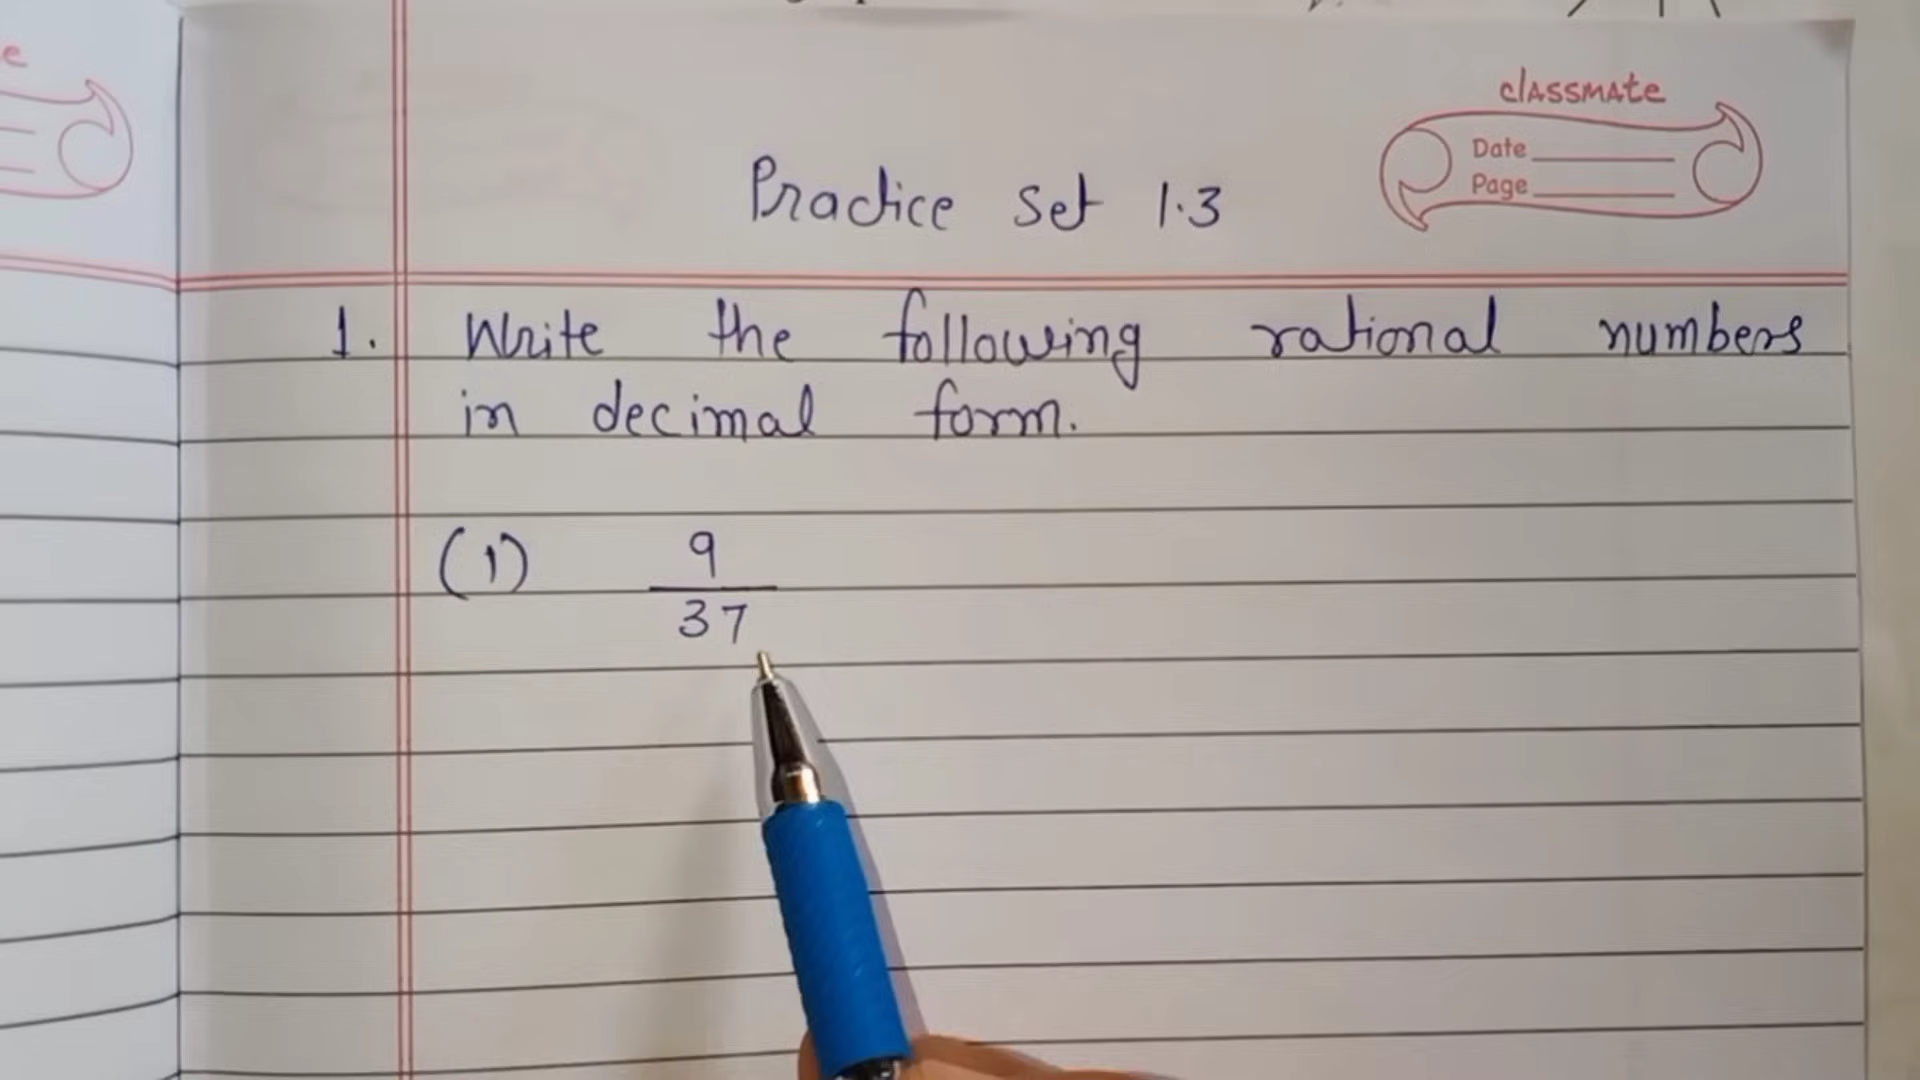 e
classmate
Date
Page
Practice set 1.3
1. Write the following rational numbers
in decimal form.
(1) 9
37